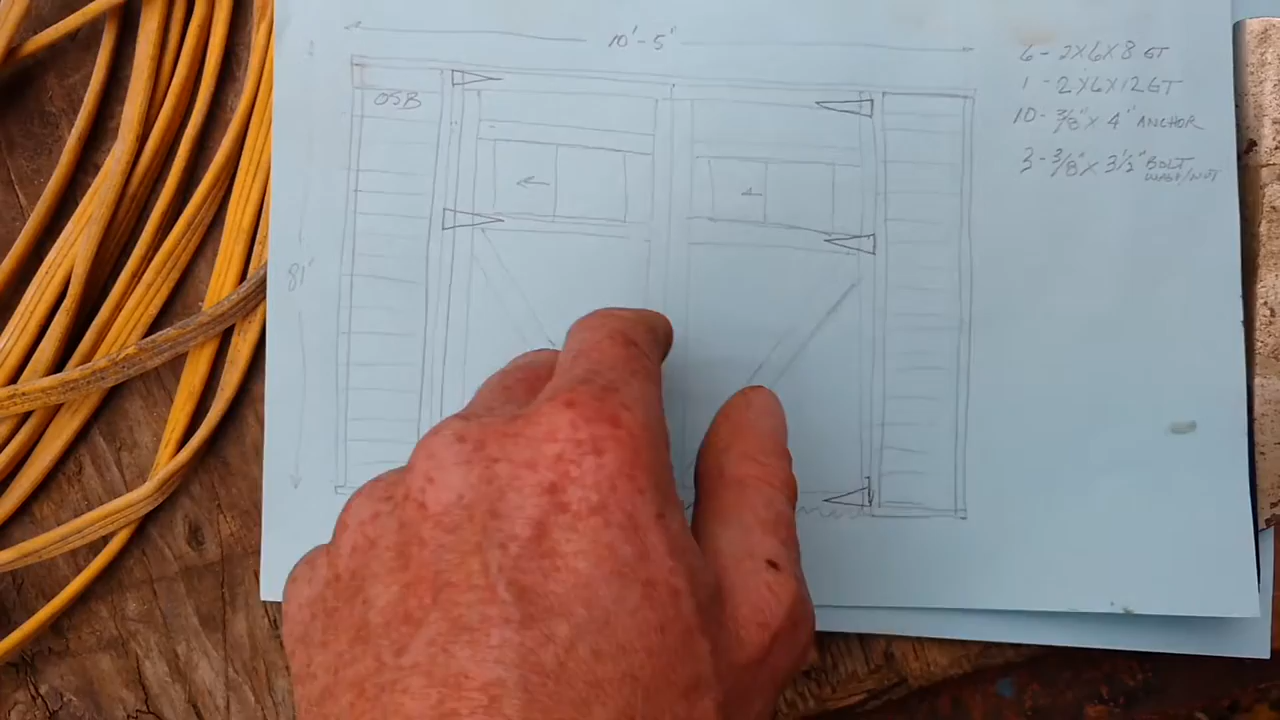 10'-5"
6 - 2X6X8 GT
1 - 2X6X12 GT
10 - 3/8" X 4" ANCHOR
OSB
3 - 3/8" X 3 1/2" BOLT
WASP/NUT
81"